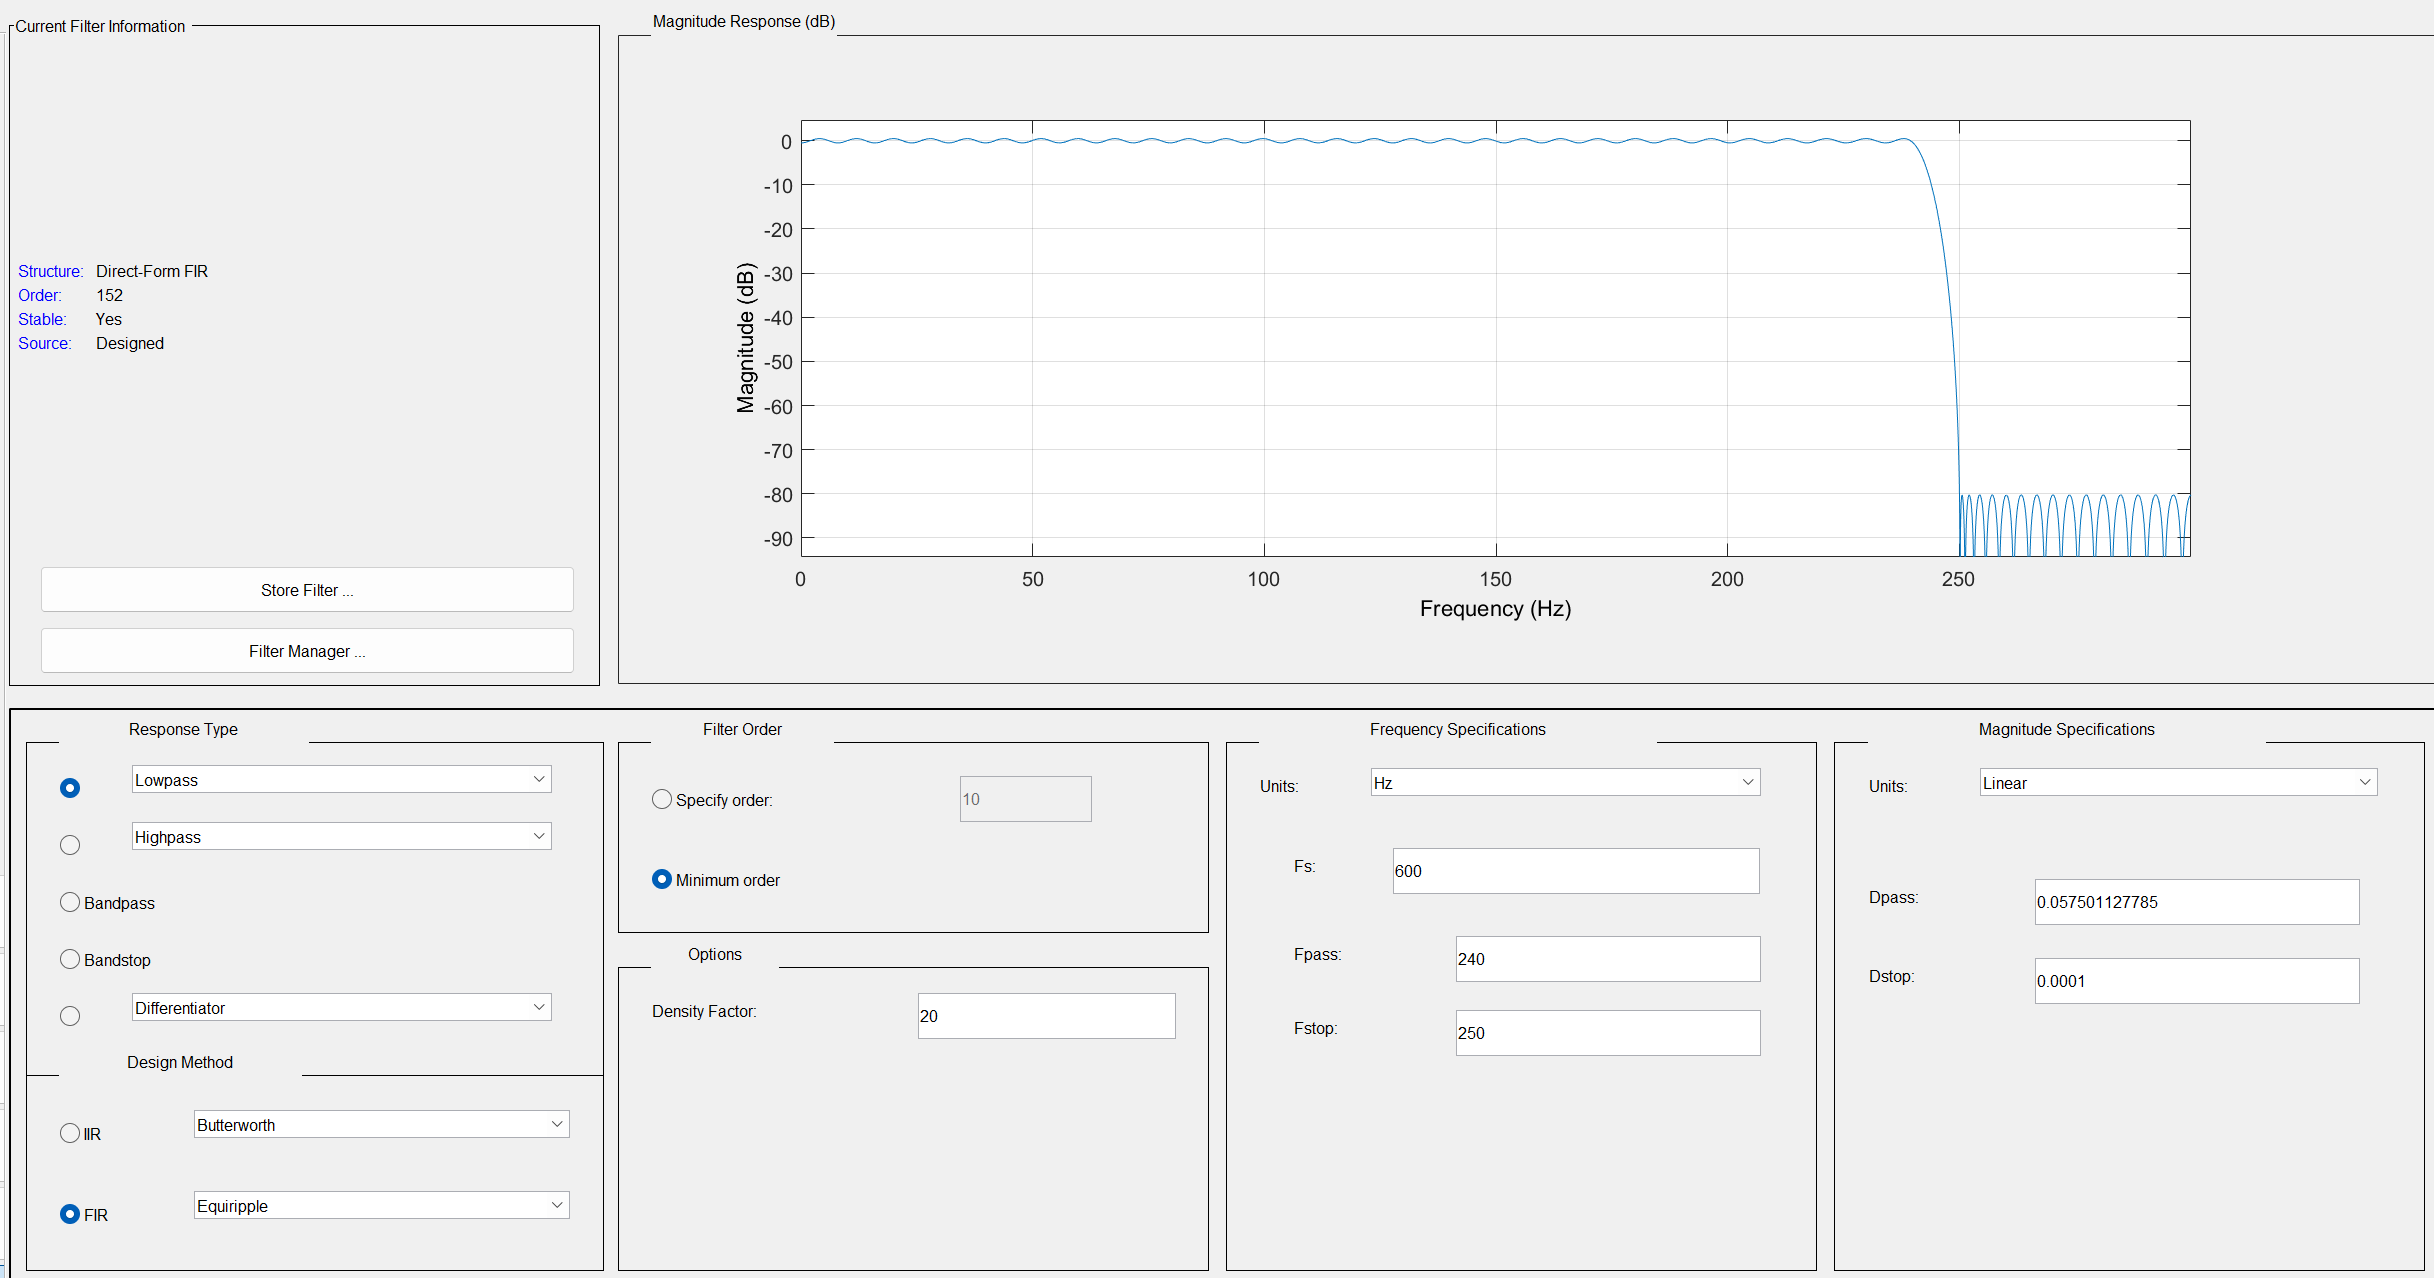 Current Filter Information
Structure: Direct-Form FIR
Order: 152
Stable: Yes
Source: Designed
Store Filter ...
Filter Manager ...
Magnitude Response (dB)
0
-10
-20
-30
-40
-50
-60
-70
-80
-90
Magnitude (dB)
0 50 100 150 200 250
Frequency (Hz)
Response Type
Lowpass
Highpass
Bandpass
Bandstop
Differentiator
Design Method
IIR Butterworth
FIR Equiripple
Filter Order
Specify order: 10
Minimum order
Options
Density Factor: 20
Frequency Specifications
Units: Hz
Fs: 600
Fpass: 240
Fstop: 250
Magnitude Specifications
Units: Linear
Dpass: 0.057501127785
Dstop: 0.0001